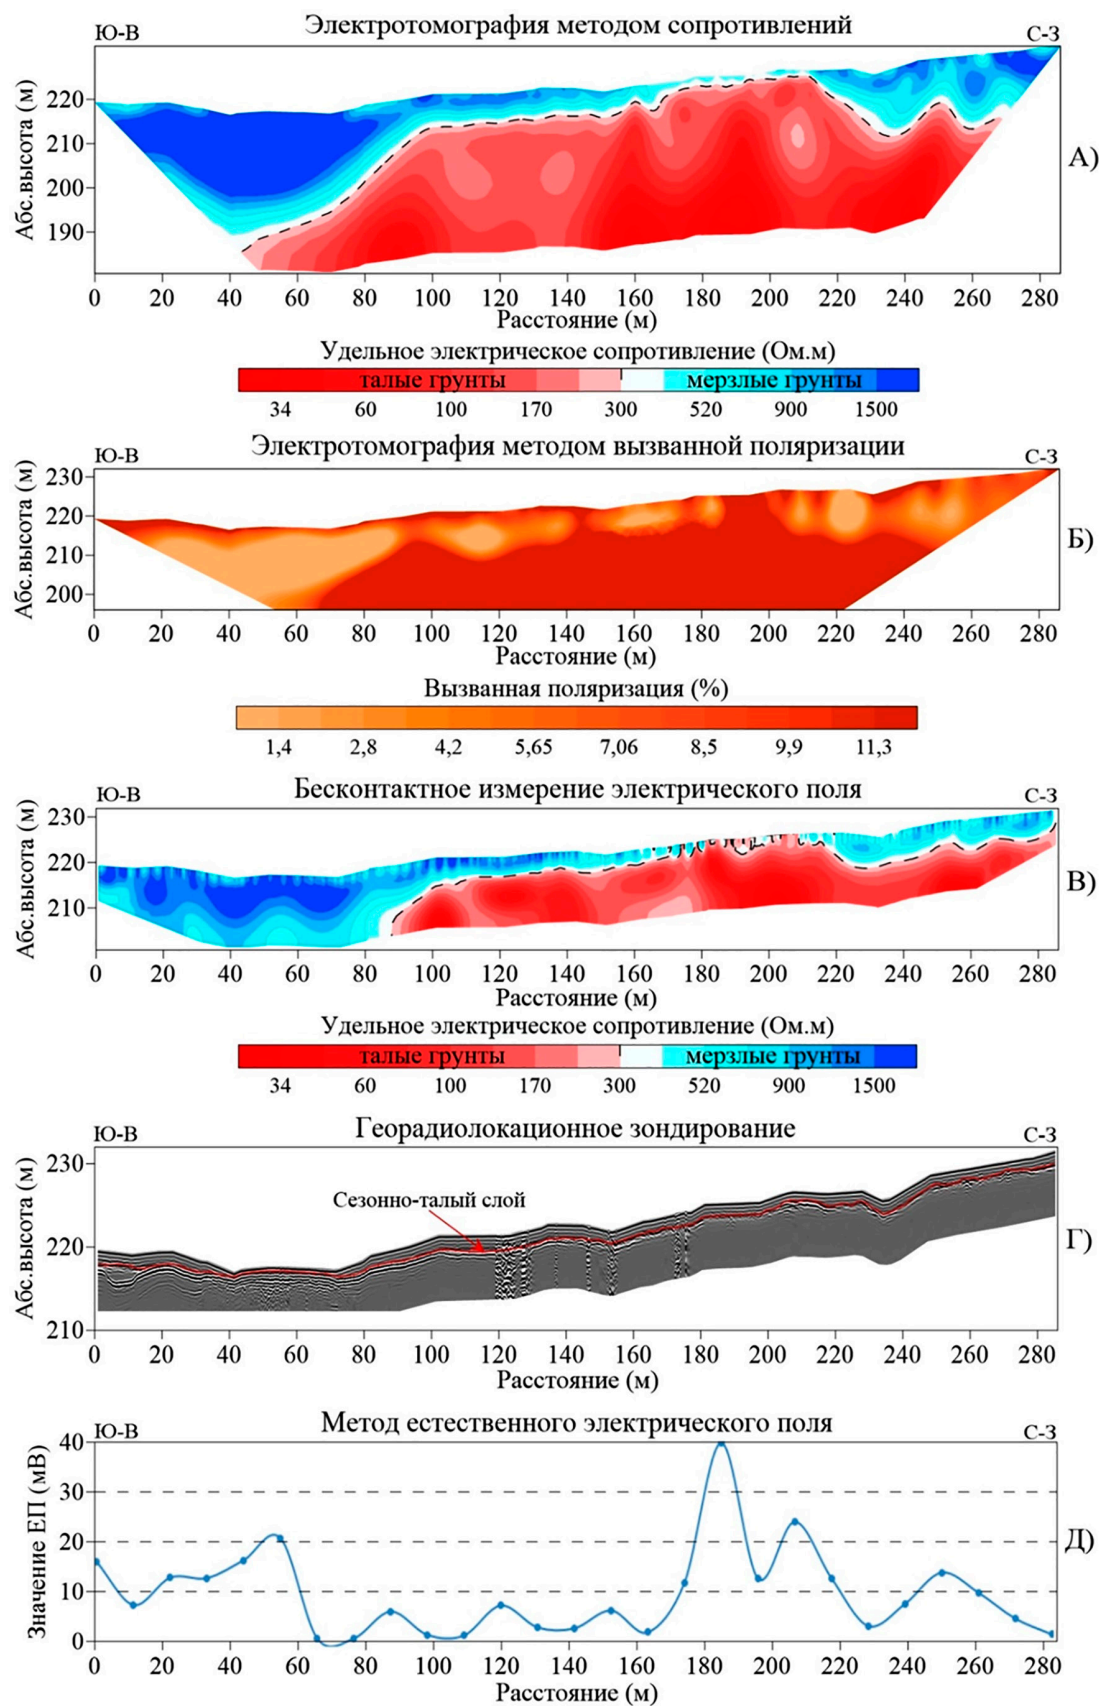 Электротомография методом сопротивлений
Ю-В
С-З
Абс.высота (м)
220
210
200
190
А)
0 20 40 60 80 100 120 140 160 180 200 220 240 260 280
Расстояние (м)
Удельное электрическое сопротивление (Ом.м)
талые грунты мерзлые грунты
34 60 100 170 300 520 900 1500
Электротомография методом вызванной поляризации
Ю-В
С-З
Абс.высота (м)
230
220
210
200
Б)
0 20 40 60 80 100 120 140 160 180 200 220 240 260 280
Расстояние (м)
Вызванная поляризация (%)
1,4 2,8 4,2 5,65 7,06 8,5 9,9 11,3
Бесконтактное измерение электрического поля
Ю-В
С-З
Абс.высота (м)
230
220
210
В)
0 20 40 60 80 100 120 140 160 180 200 220 240 260 280
Расстояние (м)
Удельное электрическое сопротивление (Ом.м)
талые грунты мерзлые грунты
34 60 100 170 300 520 900 1500
Георадиолокационное зондирование
Ю-В
С-З
Абс.высота (м)
230
220
210
Сезонно-талый слой
Г)
0 20 40 60 80 100 120 140 160 180 200 220 240 260 280
Расстояние (м)
Метод естественного электрического поля
Ю-В
С-З
Значение ЕП (мВ)
40
30
20
10
0
Д)
0 20 40 60 80 100 120 140 160 180 200 220 240 260 280
Расстояние (м)